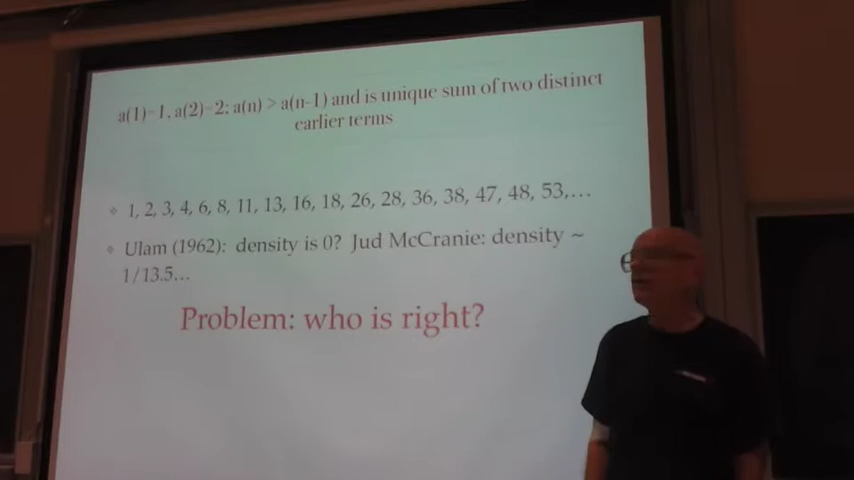 a(1)=1, a(2)=2; a(n) > a(n-1) and is unique sum of two distinct
earlier terms
1, 2, 3, 4, 6, 8, 11, 13, 16, 18, 26, 28, 36, 38, 47, 48, 53,…
Ulam (1962): density is 0? Jud McCranie: density ~
1/13.5…
Problem: who is right?